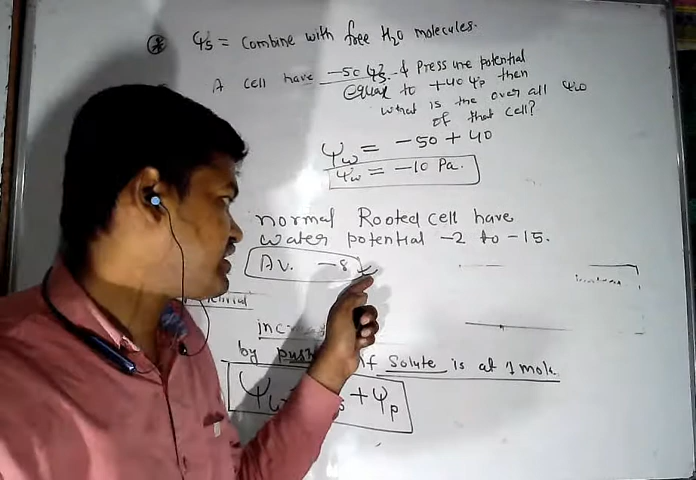 Ψs = Combine with free H₂O molecules.
A cell have -50 Ψs & Pressure potential
equal to +40 Ψp then
what is the over all Ψw
of that cell?
Ψw = -50 + 40
Ψw = -10 Pa.
normal Rooted cell have
water potential -2 to -15.
AV. -8
by if Solute is at 1 mole.
+ Ψp